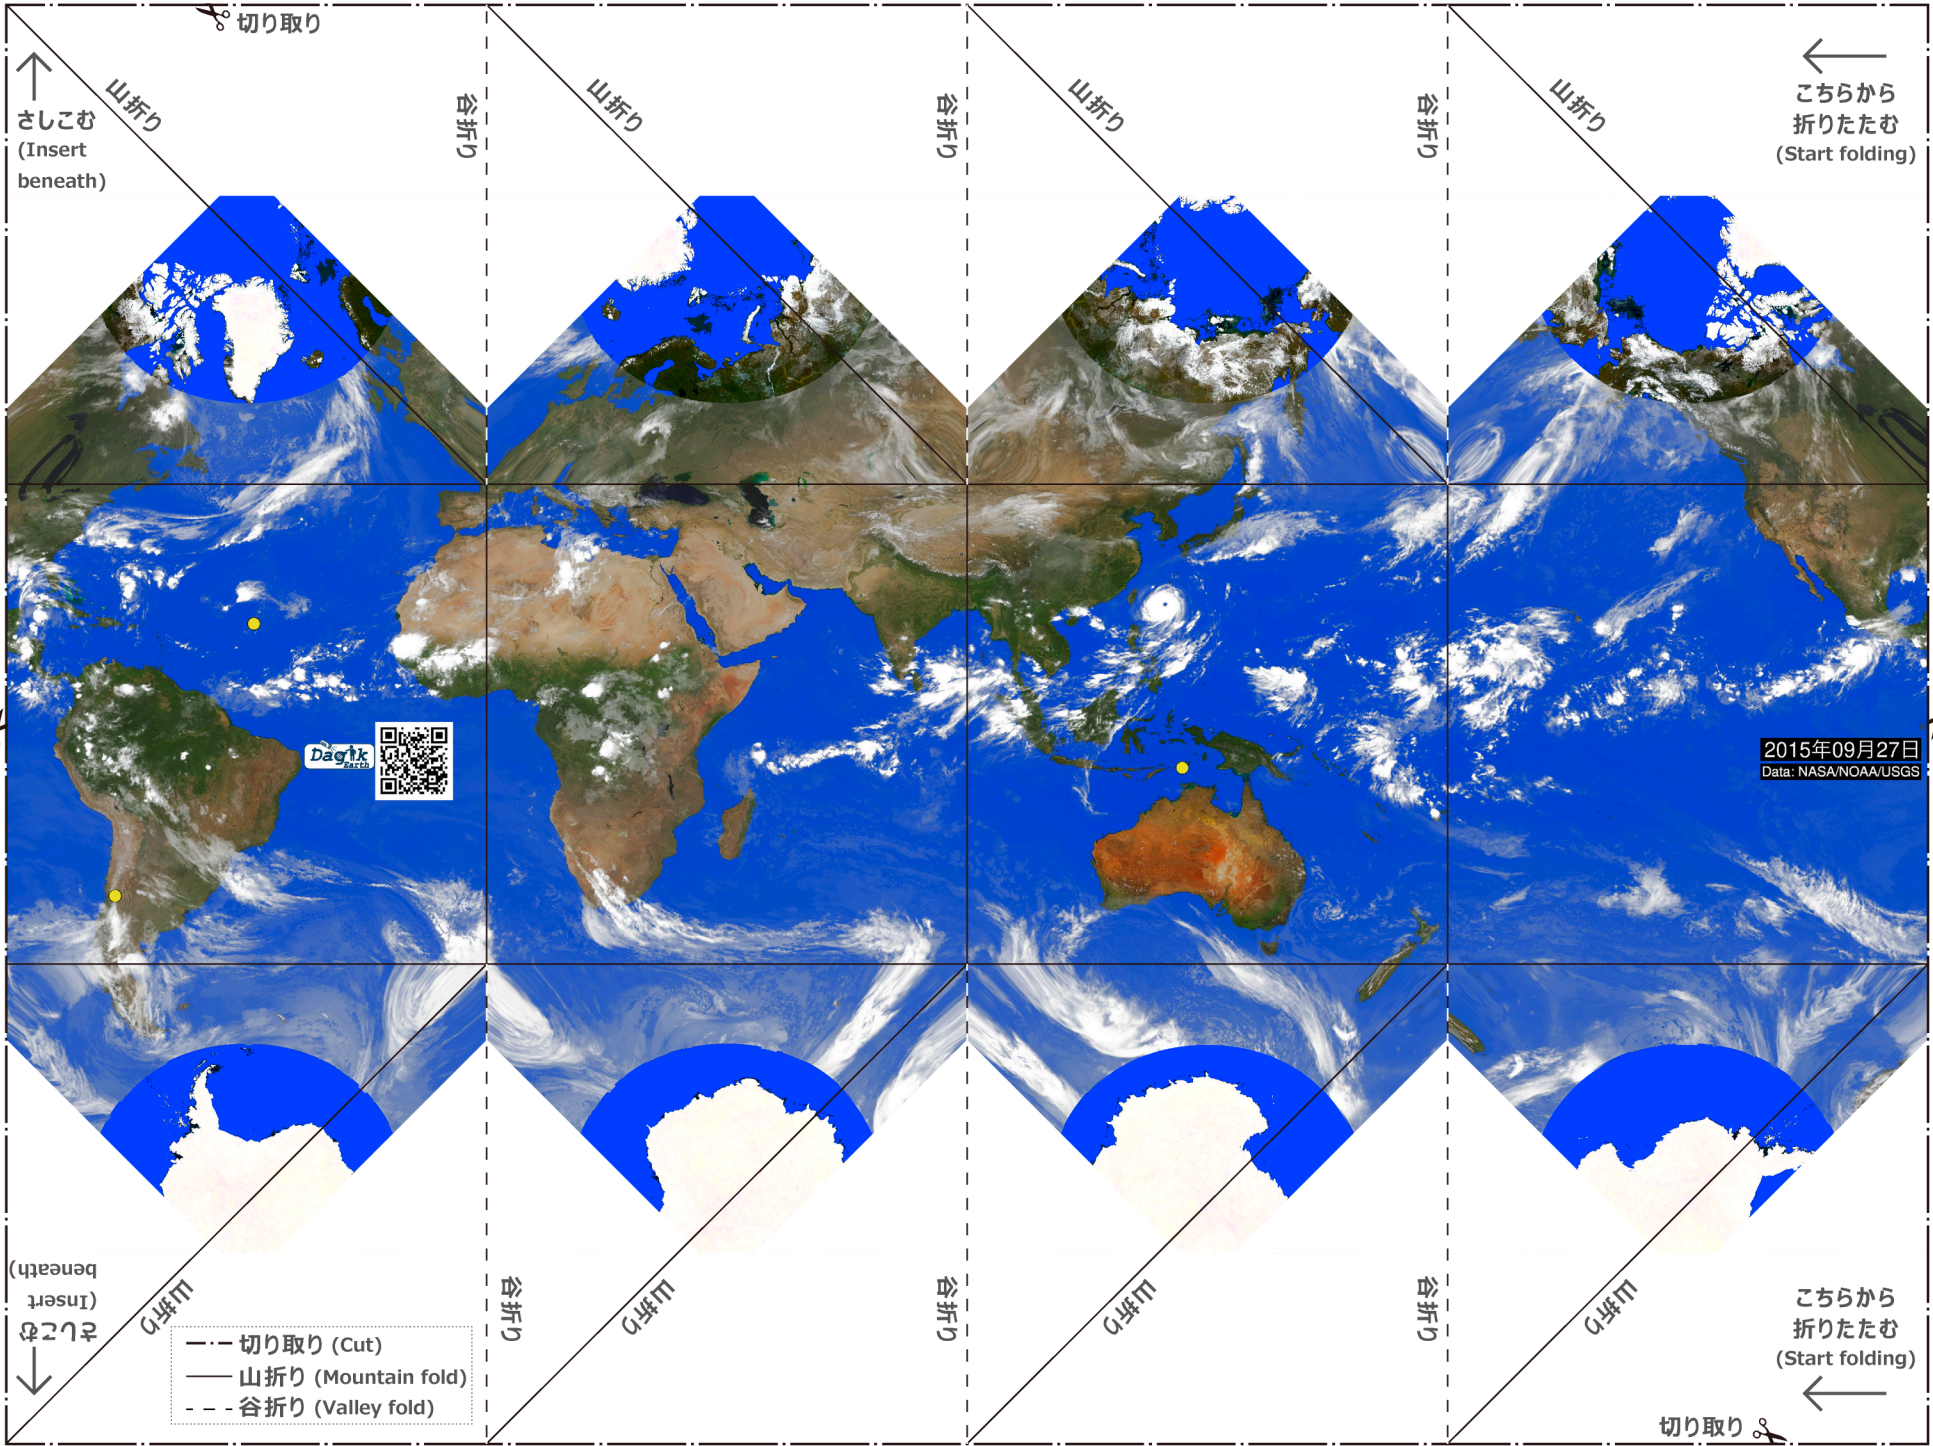 切り取り
山折り
谷折り
山折り
谷折り
山折り
谷折り
山折り
さしこむ
(Insert
beneath)
こちらから
折りたたむ
(Start folding)
Dagik
Earth
2015年09月27日
Data: NASA/NOAA/USGS
さしこむ
(Insert
beneath)
山折り
谷折り
山折り
谷折り
山折り
谷折り
山折り
こちらから
折りたたむ
(Start folding)
切り取り (Cut)
山折り (Mountain fold)
谷折り (Valley fold)
切り取り